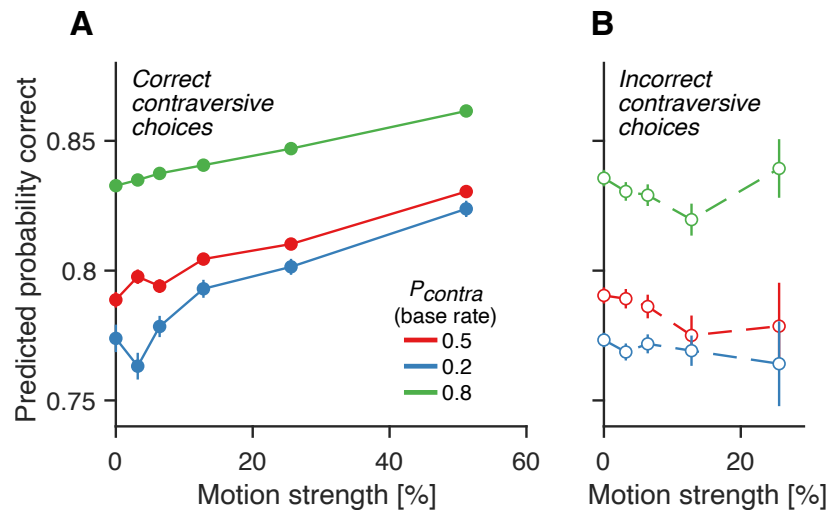 A
Correct
contraversive
choices
Predicted probability correct
0.85
0.8
0.75
P contra
(base rate)
0.5
0.2
0.8
0
20
40
60
Motion strength [%]
B
Incorrect
contraversive
choices
0
20
Motion strength [%]